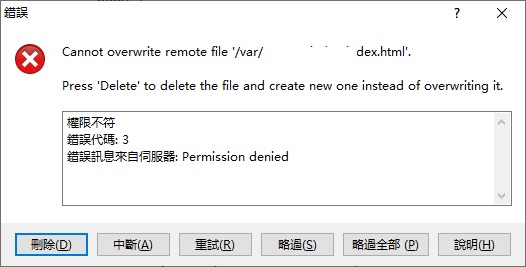 錯誤
?
Cannot overwrite remote file '/var/ dex.html'.
Press 'Delete' to delete the file and create new one instead of overwriting it.
權限不符
錯誤代碼: 3
錯誤訊息來自伺服器: Permission denied
刪除(D) 中斷(A) 重試(R) 略過(S) 略過全部 (P) 說明(H)